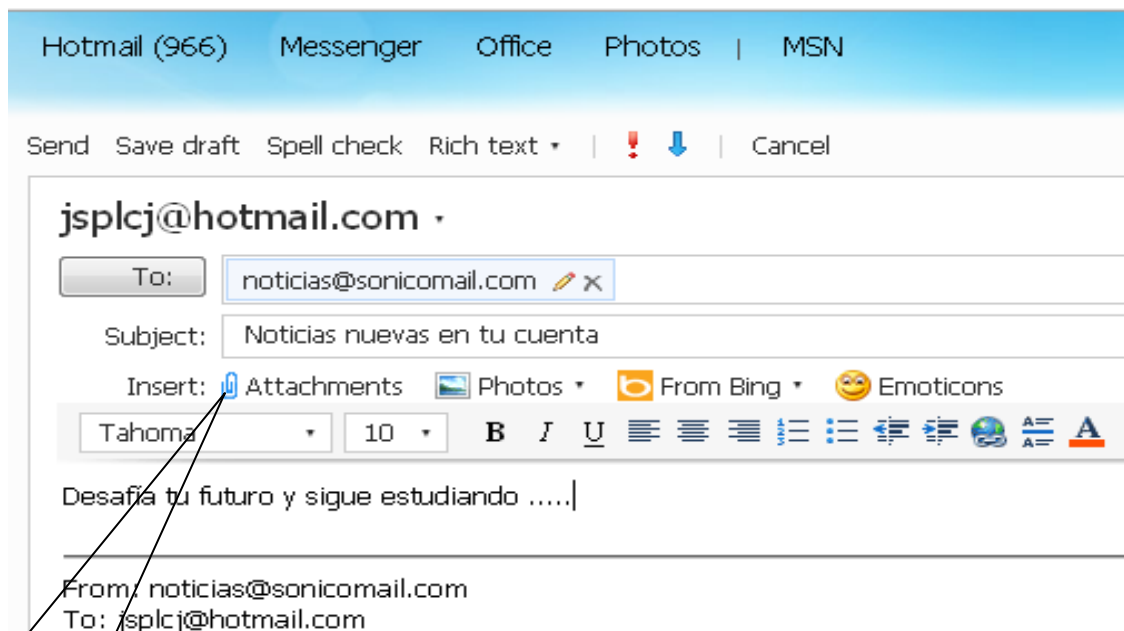 Hotmail (966) Messenger Office Photos | MSN
Send Save draft Spell check Rich text | Cancel
jsplcj@hotmail.com
To: noticias@sonicomail.com
Subject: Noticias nuevas en tu cuenta
Insert: Attachments Photos From Bing Emoticons
Tahoma 10 B I U A
Desafía tu futuro y sigue estudiando .....
From: noticias@sonicomail.com
To: jsplcj@hotmail.com